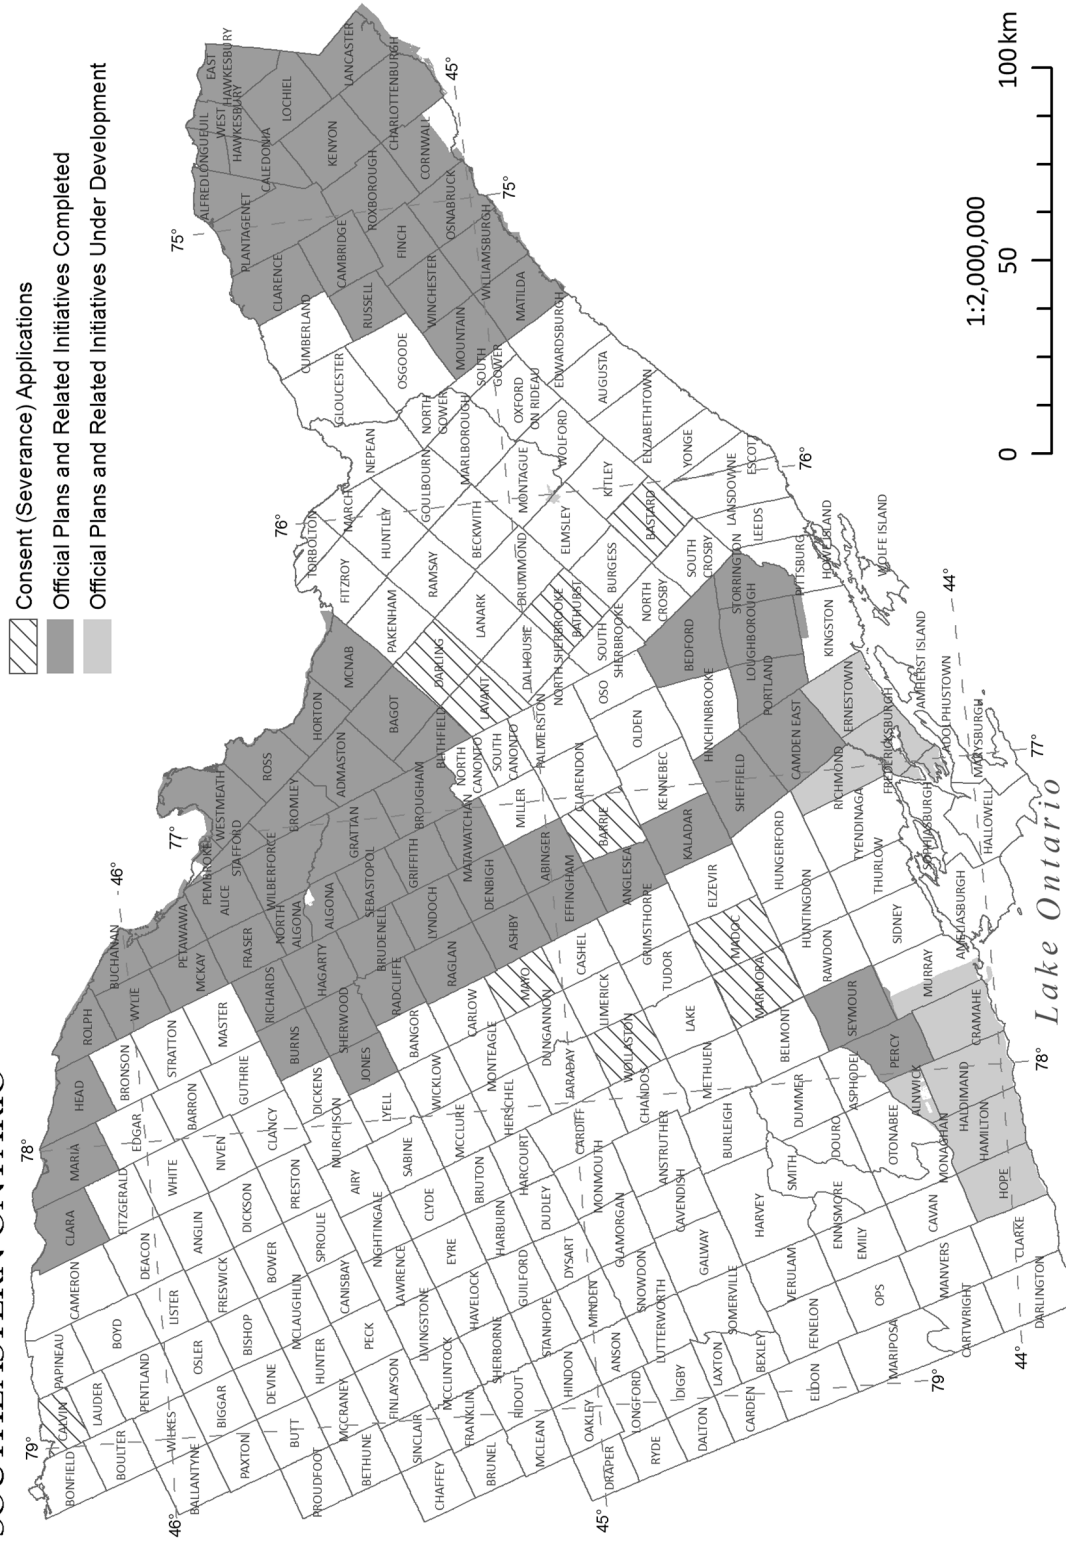 SOUTHEASTERN ONTARIO
Consent (Severance) Applications
Official Plans and Related Initiatives Completed
Official Plans and Related Initiatives Under Development
79°
78°
77°
76°
75°
46°
46°
45°
45°
44°
44°
79°
78°
77°
76°
75°
BONFIELD
CALVIN
PAPINEAU
CAMERON
CLARA
MARIA
HEAD
ROLPH
BUCHANAN
WYLIE
PETAWAWA
MCKAY
BOULTER
LAUDER
BOYD
DEACON
FITZGERALD
EDGAR
BRONSON
STRATTON
MASTER
FRASER
ALICE
PEMBROKE
STAFFORD
WESTMEATH
ROSS
HORTON
MCNAB
PENTLAND
LISTER
ANGLIN
WHITE
NIVEN
BARRON
GUTHRIE
RICHARDS
WILKES
BALLANTYNE
BIGGAR
OSLER
FRESWICK
DICKSON
CLANCY
BURNS
HAGARTY
NORTH
ALGONA
ALGONA
WILBERFORCE
BROMLEY
ADMASTON
BAGOT
PAXTON
DEVINE
BISHOP
BOWER
PRESTON
DICKENS
SHERWOOD
JONES
BUTT
HUNTER
MCLAUGHLIN
SPROULE
MURCHISON
AIRY
LYELL
RADCLIFFE
BRUDENELL
SEBASTOPOL
GRATTAN
GRIFFITH
BROUGHAM
BLITHFIELD
PROUDFOOT
MCCRANEY
PECK
CANISBAY
NIGHTINGALE
SABINE
WICKLOW
BANGOR
RAGLAN
LYNDOCH
MATAWATCHAN
DENBIGH
BETHUNE
FINLAYSON
LIVINGSTONE
LAWRENCE
CLYDE
MCCLURE
MONTEAGLE
CARLOW
MAYO
ASHBY
ABINGER
MILLER
CHAFFEY
SINCLAIR
FRANKLIN
MCCLINTOCK
HAVELOCK
EYRE
BRUTON
HERSCHEL
DUNGANNON
CASHEL
EFFINGHAM
BARRIE
CLARENDON
BRUNEL
RIDOUT
SHERBORNE
GUILFORD
HARBURN
HARCOURT
DUDLEY
FARADAY
LIMERICK
WOLLASTON
GRIMSTHORPE
ANGLESEA
KALADAR
KENNEBEC
OLDEN
OSO
MCLEAN
HINDON
STANHOPE
DYSART
MONMOUTH
CARDIFF
CHANDOS
LAKE
TUDOR
ELZEVIR
MADOC
MARMORA
OAKLEY
ANSON
MINDEN
SNOWDON
GLAMORGAN
CAVENDISH
ANSTRUTHER
METHUEN
BURLEIGH
BELMONT
DRAPER
RYDE
LONGFORD
DIGBY
LUTTERWORTH
DALTON
LAXTON
SOMERVILLE
GALWAY
HARVEY
SMITH
DUMMER
DOURO
ASPHODEL
OTONABEE
CARDEN
BEXLEY
VERULAM
ENNISMORE
EMILY
ELDON
FENELON
OPS
CAVAN
MONAGHAN
MARIPOSA
MANVERS
CARTWRIGHT
CLARKE
DARLINGTON
HOPE
HAMILTON
HALDIMAND
ALNWICK
PERCY
CRAMAHE
SEYMOUR
MURRAY
RAWDON
SIDNEY
HUNTINGDON
THURLOW
HUNGERFORD
TYENDINAGA
SHEFFIELD
CAMDEN EAST
RICHMOND
ERNESTOWN
FREDERICKSBURGH
ADOLPHUSTOWN
SOPHIASBURGH
AMELIASBURGH
HALLOWELL
MARYSBURGH
AMHERST ISLAND
WOLFE ISLAND
HOWE ISLAND
KINGSTON
PITTSBURG
PORTLAND
LOUGHBOROUGH
STORRINGTON
BEDFORD
HINCHINBROOKE
NORTH
CANONTO
SOUTH
CANONTO
PALMERSTON
LAVANT
DARLING
DALHOUSIE
NORTH SHERBROOKE
SOUTH
SHERBROOKE
BATHURST
LANARK
PAKENHAM
RAMSAY
DRUMMOND
BECKWITH
BURGESS
ELMSLEY
MONTAGUE
NORTH
CROSBY
SOUTH
CROSBY
BASTARD
KITLEY
LEEDS
LANSDOWNE
ESCOTT
YONGE
ELIZABETHTOWN
WOLFORD
AUGUSTA
EDWARDSBURGH
OXFORD
ON RIDEAU
SOUTH
GOWER
FITZROY
TORBOLTON
MARCH
HUNTLEY
NEPEAN
GOULBOURN
MARLBOROUGH
NORTH
GOWER
GLOUCESTER
OSGOODE
CUMBERLAND
RUSSELL
CLARENCE
CAMBRIDGE
PLANTAGENET
ALFRED
LONGUEUIL
WEST
HAWKESBURY
EAST
HAWKESBURY
CALEDONIA
LOCHIEL
KENYON
LANCASTER
CHARLOTTENBURGH
CORNWALL
ROXBOROUGH
FINCH
OSNABRUCK
WINCHESTER
WILLIAMSBURGH
MOUNTAIN
MATILDA
Lake Ontario
1:2,000,000
0
50
100 km